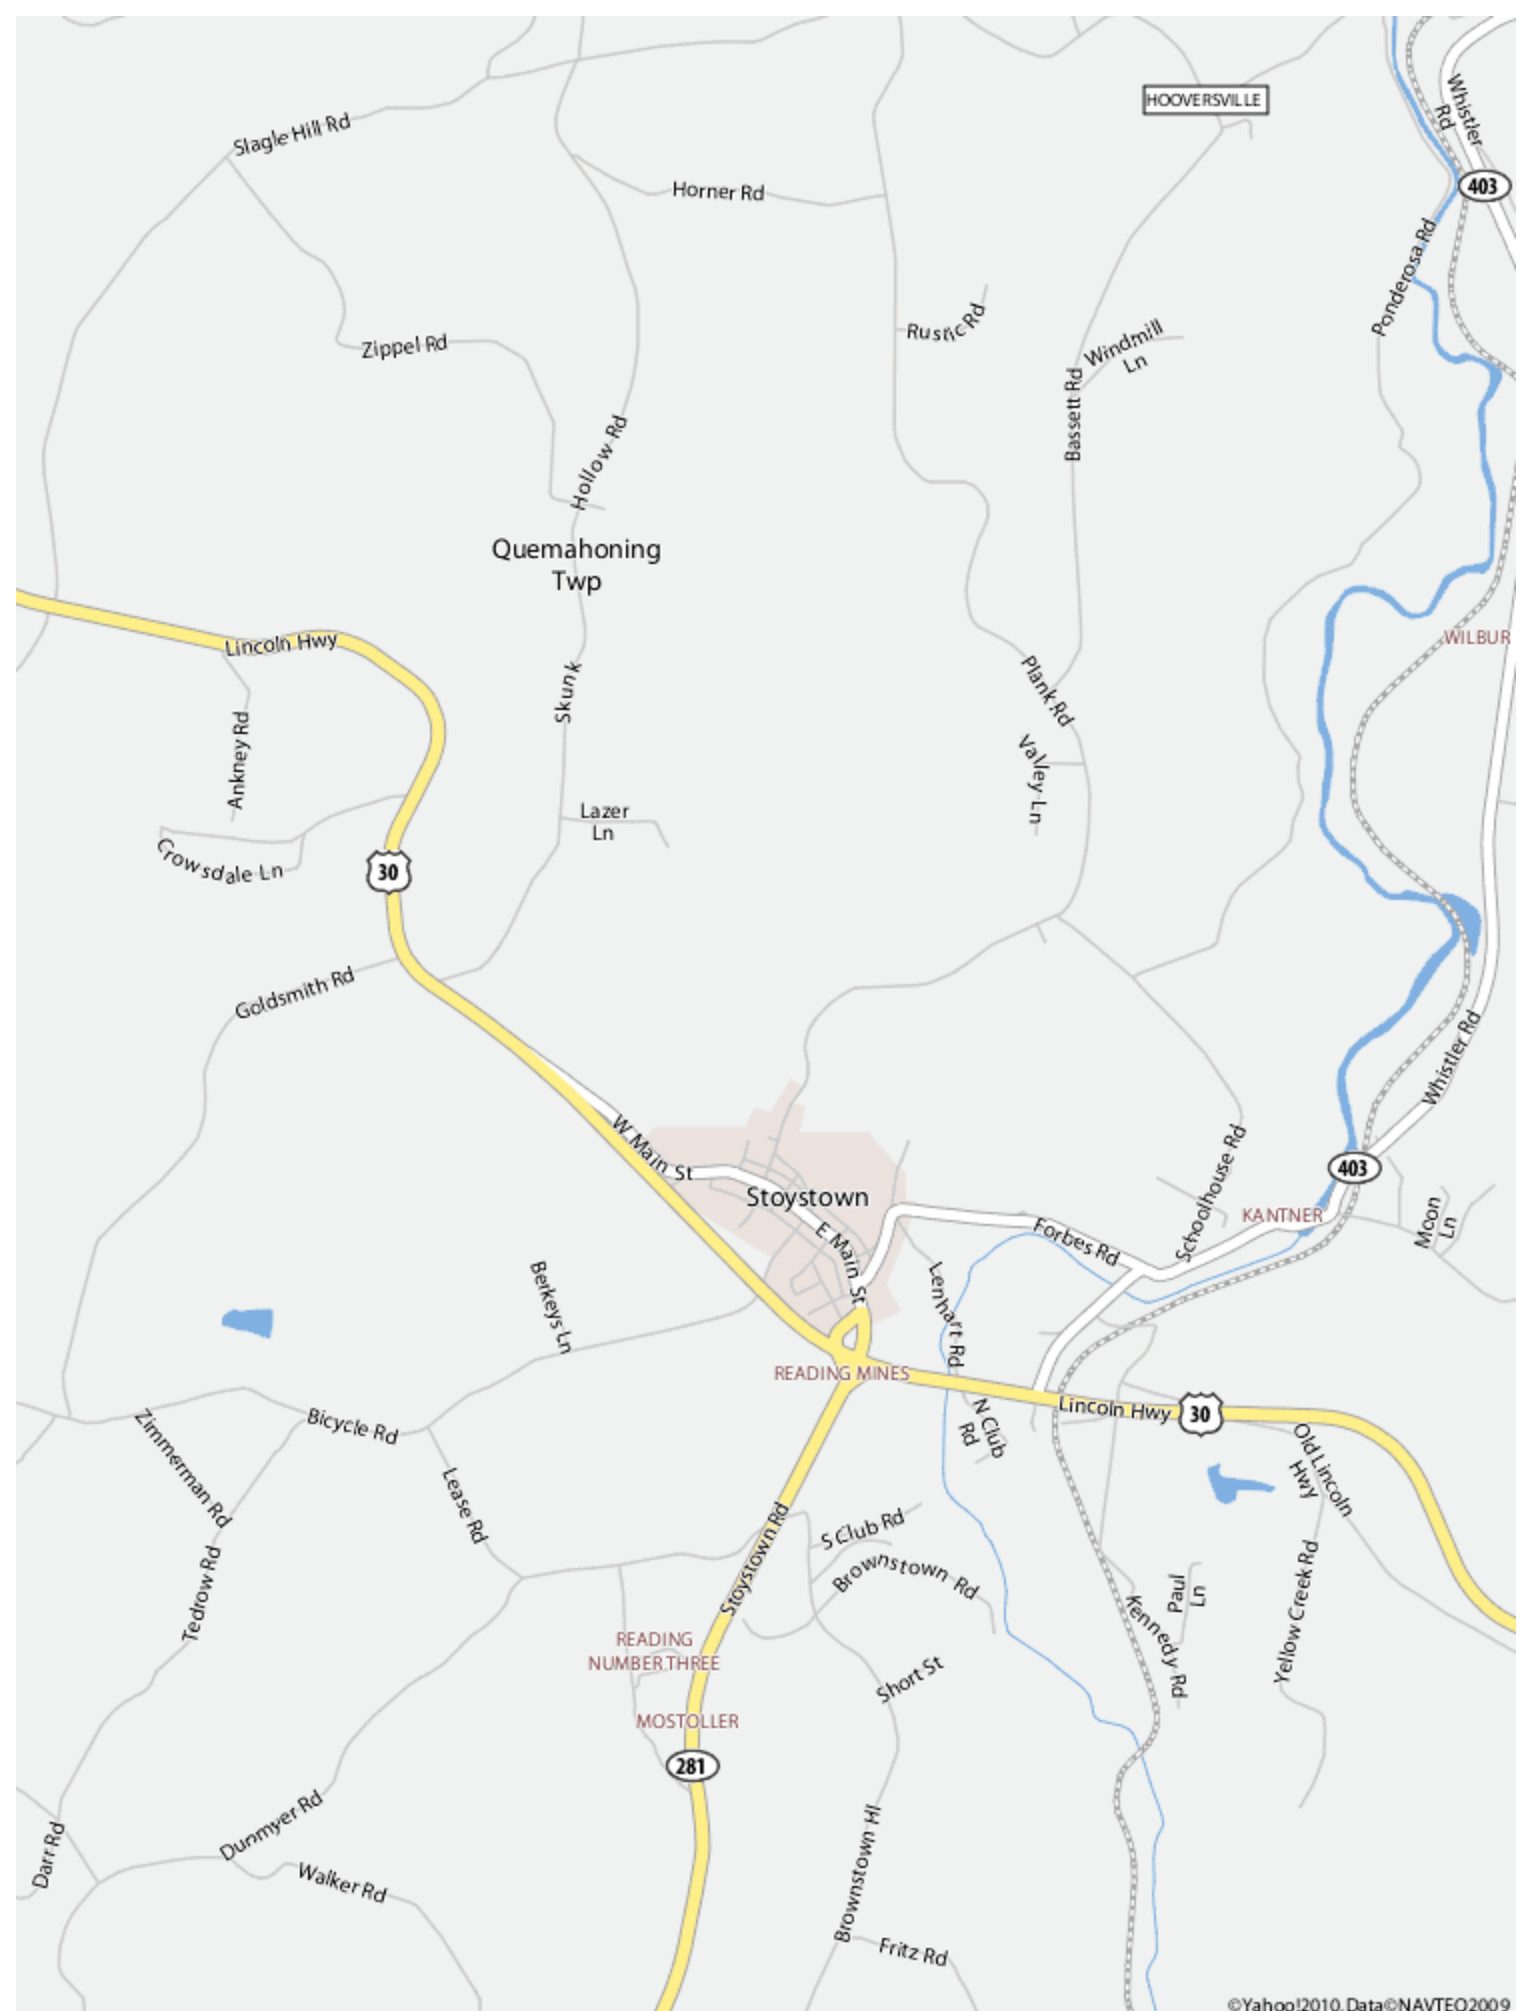 HOOVERSVILLE
Whistler
Rd
Slagle Hill Rd
Horner Rd
403
Ponderosa Rd
Rustic Rd
Windmill
Ln
Zippel Rd
Bassett Rd
Hollow Rd
Quemahoning
Twp
WILBUR
Lincoln Hwy
Skunk
Plank Rd
Ankney Rd
Valley Ln
Lazer
Ln
Crowsdale Ln
30
Goldsmith Rd
Whistler Rd
W Main St
Schoolhouse Rd
403
Stoystown
KANTNER
Moon
Ln
E Main St
Forbes Rd
Berkeys Ln
Lenhart Rd
READING MINES
Lincoln Hwy
30
Zimmerman Rd
Bicycle Rd
N Club
Rd
Old Lincoln
Hwy
Lease Rd
S Club Rd
Stoystown Rd
Brownstown Rd
Tedrow Rd
Paul
Ln
Yellow Creek Rd
Kennedy Rd
READING
NUMBER THREE
Short St
MOSTOLLER
281
Dunmyer Rd
Darr Rd
Walker Rd
Brownstown Hl
Fritz Rd
©Yahoo!2010, Data©NAVTEQ2009